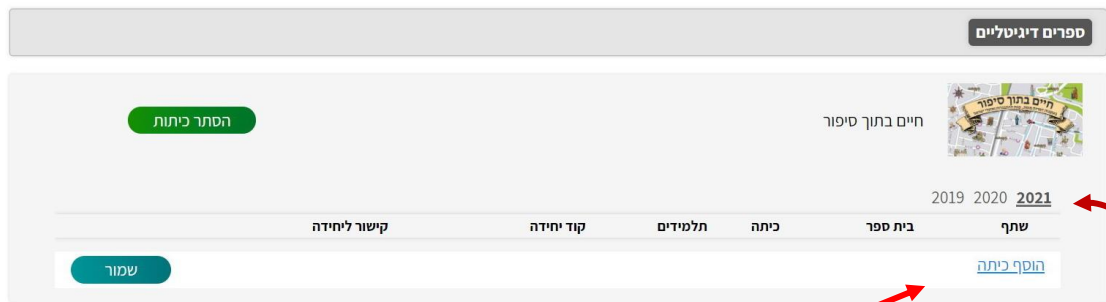 ספרים דיגיטליים
חיים בתוך סיפור
חיים בתוך סיפור
הסתר כיתות
2021 2020 2019
שתף בית ספר כיתה תלמידים קוד יחידה קישור ליחידה
הוסף כיתה
שמור